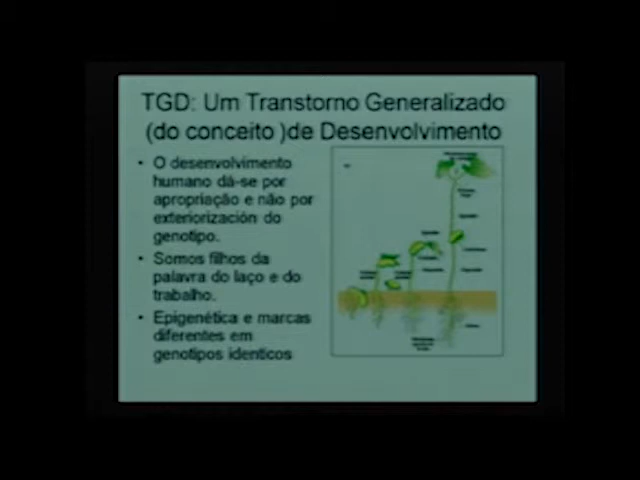 TGD: Um Transtorno Generalizado
(do conceito )de Desenvolvimento
• O desenvolvimento
humano dá-se por
apropriação e não por
exteriorización do
genotipo.
• Somos filhos da
palavra do laço e do
trabalho.
• Epigenética e marcas
diferentes em
genotipos identicos